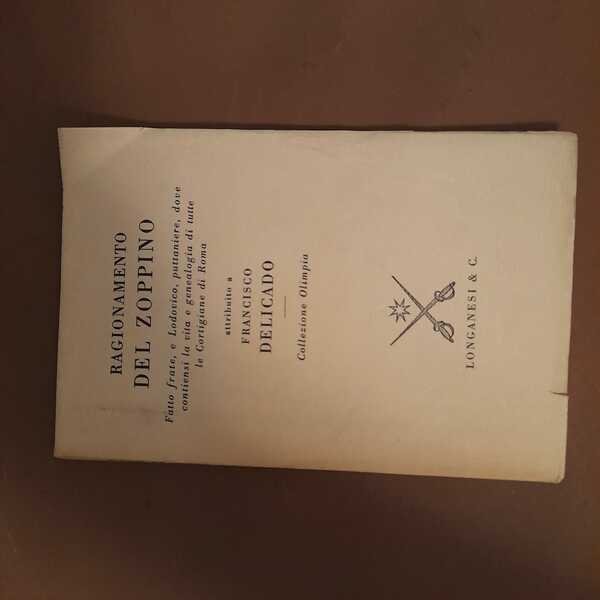 RAGIONAMENTO
DEL ZOPPINO
Fatto frate, e Lodovico, puttaniere, dove
contiensi la vita e genealogia di tutte
le Cortigiane di Roma
attribuito a
FRANCISCO
DELICADO
Collezione Olimpia
LONGANESI & C.